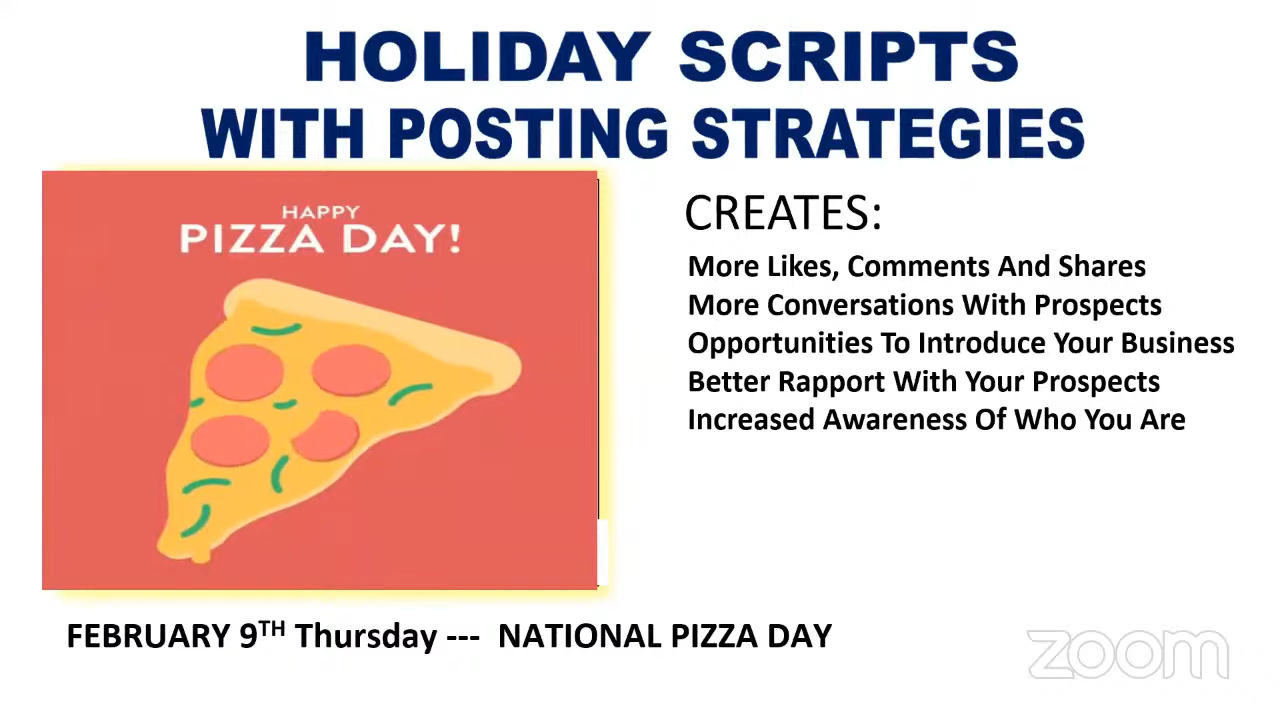 HOLIDAY SCRIPTS
WITH POSTING STRATEGIES
HAPPY
PIZZA DAY!
CREATES:
More Likes, Comments And Shares
More Conversations With Prospects
Opportunities To Introduce Your Business
Better Rapport With Your Prospects
Increased Awareness Of Who You Are
FEBRUARY 9TH Thursday --- NATIONAL PIZZA DAY
zoom